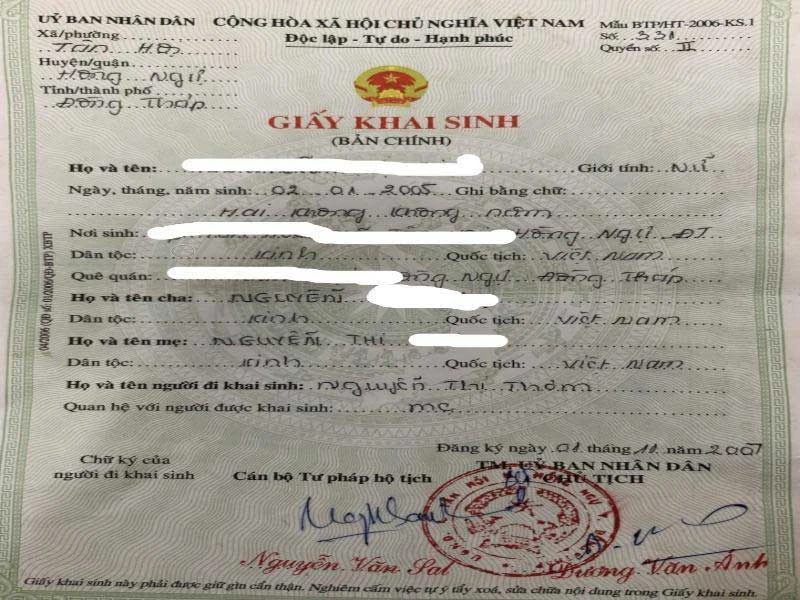 ỦY BAN NHÂN DÂN
Xã/phường
Tân Hội
Huyện/quận
Hồng Ngự
Tỉnh/thành phố
Đồng Tháp
CỘNG HÒA XÃ HỘI CHỦ NGHĨA VIỆT NAM
Độc lập - Tự do - Hạnh phúc
Mẫu BTP/HT-2006-KS.1
Số: 331
Quyển số: II
GIẤY KHAI SINH
(BẢN CHÍNH)
Họ và tên: Giới tính: Nữ
Ngày, tháng, năm sinh: 02 . 01 . 2005 Ghi bằng chữ:
Hai không không năm
Nơi sinh: Hồng Ngự ĐT
Dân tộc: Kinh Quốc tịch: Việt Nam
Quê quán: Ngự Đồng Tháp
Họ và tên cha: NGUYỄN
Dân tộc: Kinh Quốc tịch: Việt Nam
Họ và tên mẹ: NGUYỄN THỊ
Dân tộc: Kinh Quốc tịch: Việt Nam
Họ và tên người đi khai sinh: Nguyễn Thị Thơm
Quan hệ với người được khai sinh: mẹ
Đăng ký ngày 01 tháng 11 năm 2007
Chữ ký của
người đi khai sinh
Cán bộ Tư pháp hộ tịch
TM. UỶ BAN NHÂN DÂN
CHỦ TỊCH
Nguyễn Văn
Dương Văn Anh
Giấy khai sinh này phải được giữ gìn cẩn thận. Nghiêm cấm việc tự ý tẩy xoá, sửa chữa nội dung trong Giấy khai sinh.